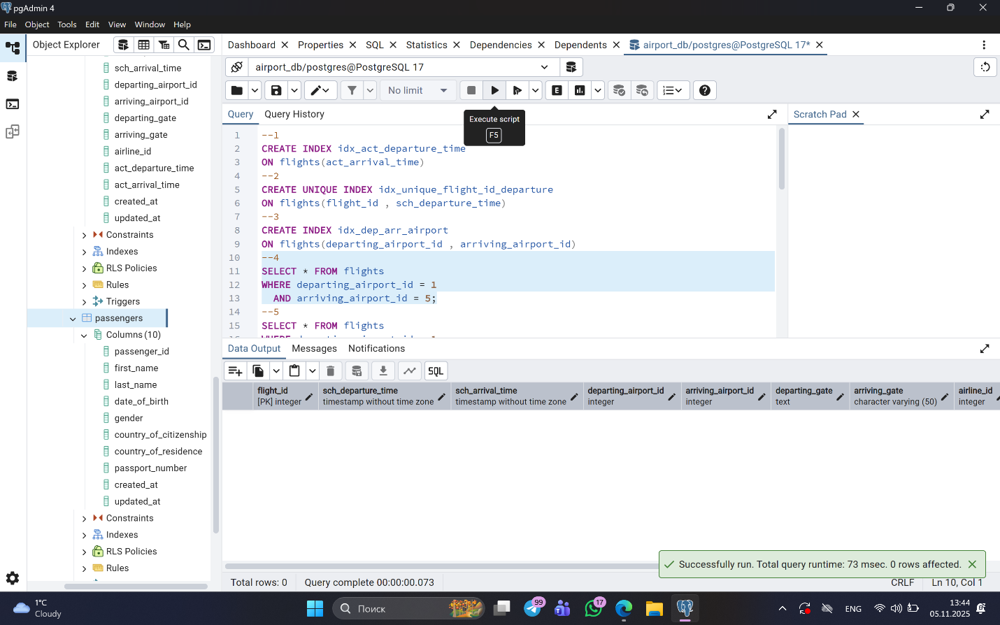 pgAdmin 4
File Object Tools Edit View Window Help
Object Explorer
Dashboard Properties SQL Statistics Dependencies Dependents airport_db/postgres@PostgreSQL 17*
airport_db/postgres@PostgreSQL 17
No limit
E
Query Query History
Execute script
F5
Scratch Pad
sch_arrival_time
departing_airport_id
arriving_airport_id
departing_gate
arriving_gate
airline_id
act_departure_time
act_arrival_time
created_at
updated_at
Constraints
Indexes
RLS Policies
Rules
Triggers
passengers
Columns (10)
passenger_id
first_name
last_name
date_of_birth
gender
country_of_citizenship
country_of_residence
passport_number
created_at
updated_at
Constraints
Indexes
RLS Policies
Rules
1 --1
2 CREATE INDEX idx_act_departure_time
3 ON flights(act_arrival_time)
4 --2
5 CREATE UNIQUE INDEX idx_unique_flight_id_departure
6 ON flights(flight_id , sch_departure_time)
7 --3
8 CREATE INDEX idx_dep_arr_airport
9 ON flights(departing_airport_id , arriving_airport_id)
10 --4
11 SELECT * FROM flights
12 WHERE departing_airport_id = 1
13 AND arriving_airport_id = 5;
14 --5
15 SELECT * FROM flights
Data Output Messages Notifications
SQL
flight_id
[PK] integer
sch_departure_time
timestamp without time zone
sch_arrival_time
timestamp without time zone
departing_airport_id
integer
arriving_airport_id
integer
departing_gate
text
arriving_gate
character varying (50)
airline_id
integer
Successfully run. Total query runtime: 73 msec. 0 rows affected.
Total rows: 0 Query complete 00:00:00.073
CRLF Ln 10, Col 1
1°C
Cloudy
Поиск
99
17
ENG
13:44
05.11.2025